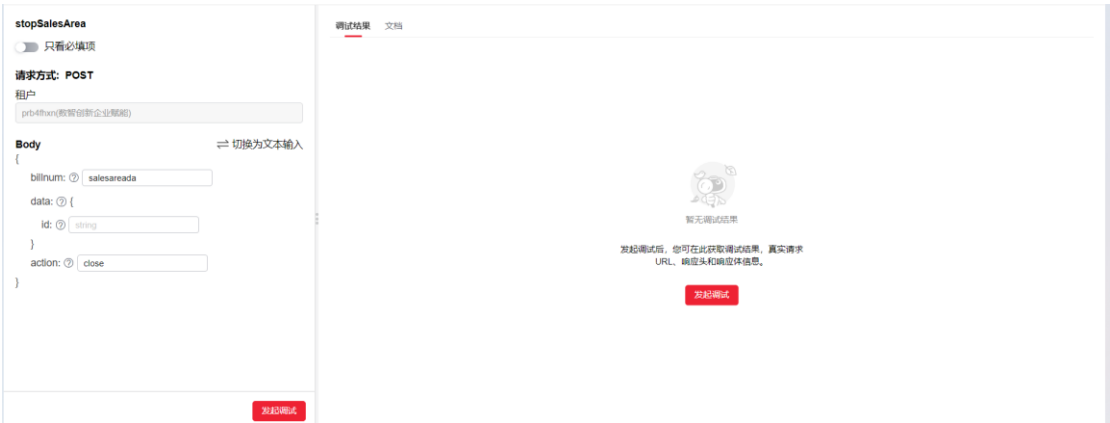 stopSalesArea
只看必填项
请求方式: POST
租户
prb4fhxn(数智创新企业赋能)
Body
切换为文本输入
{
billnum: ? salesareada
data: ? {
id: ? string
}
action: ? close
}
发起调试
调试结果 文档
暂无调试结果
发起调试后，您可在此获取调试结果，真实请求
URL、响应头和响应体信息。
发起调试